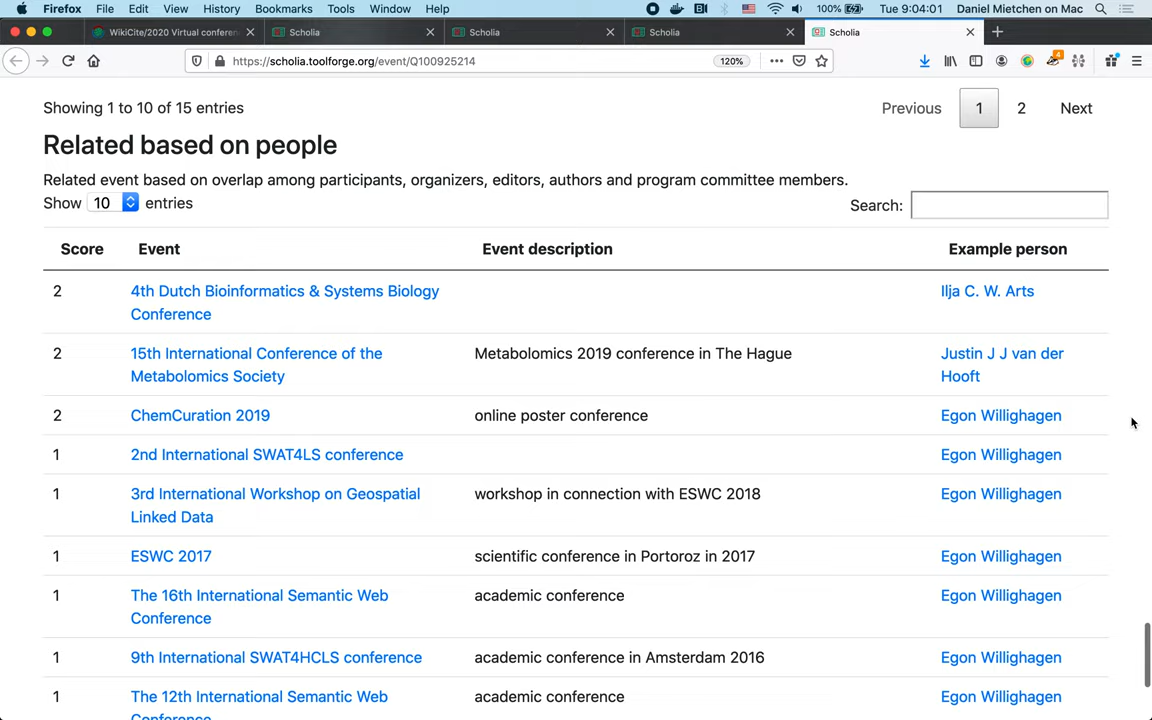 Firefox File Edit View History Bookmarks Tools Window Help 100% Tue 9:04:01 Daniel Mietchen on Mac
WikiCite/2020 Virtual conferen Scholia Scholia Scholia Scholia
https://scholia.toolforge.org/event/Q100925214 120% 4
Showing 1 to 10 of 15 entries Previous 1 2 Next
Related based on people
Related event based on overlap among participants, organizers, editors, authors and program committee members.
Show 10 entries Search:
Score Event Event description Example person
2 4th Dutch Bioinformatics & Systems Biology Ilja C. W. Arts
Conference
2 15th International Conference of the Metabolomics 2019 conference in The Hague Justin J J van der
Metabolomics Society Hooft
2 ChemCuration 2019 online poster conference Egon Willighagen
1 2nd International SWAT4LS conference Egon Willighagen
1 3rd International Workshop on Geospatial workshop in connection with ESWC 2018 Egon Willighagen
Linked Data
1 ESWC 2017 scientific conference in Portoroz in 2017 Egon Willighagen
1 The 16th International Semantic Web academic conference Egon Willighagen
Conference
1 9th International SWAT4HCLS conference academic conference in Amsterdam 2016 Egon Willighagen
1 The 12th International Semantic Web academic conference Egon Willighagen
Conference